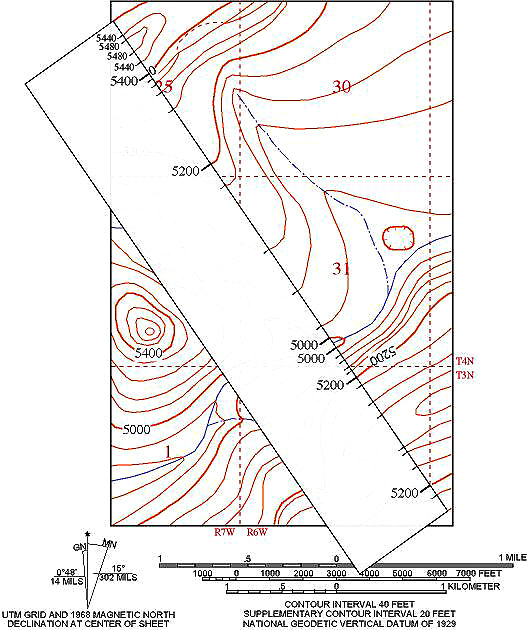 5440
5480
5480
5440
5400
0
25
30
5200
31
5000
5000
5200
5200
5400
T4N
T3N
5000
1
5200
R7W R6W
GN MN
0°48'
14 MILS
15°
302 MILS
UTM GRID AND 1968 MAGNETIC NORTH
DECLINATION AT CENTER OF SHEET
1 .5 0 1 MILE
1000 0 1000 2000 3000 4000 5000 6000 7000 FEET
1 .5 0 1 KILOMETER
CONTOUR INTERVAL 40 FEET
SUPPLEMENTARY CONTOUR INTERVAL 20 FEET
NATIONAL GEODETIC VERTICAL DATUM OF 1929